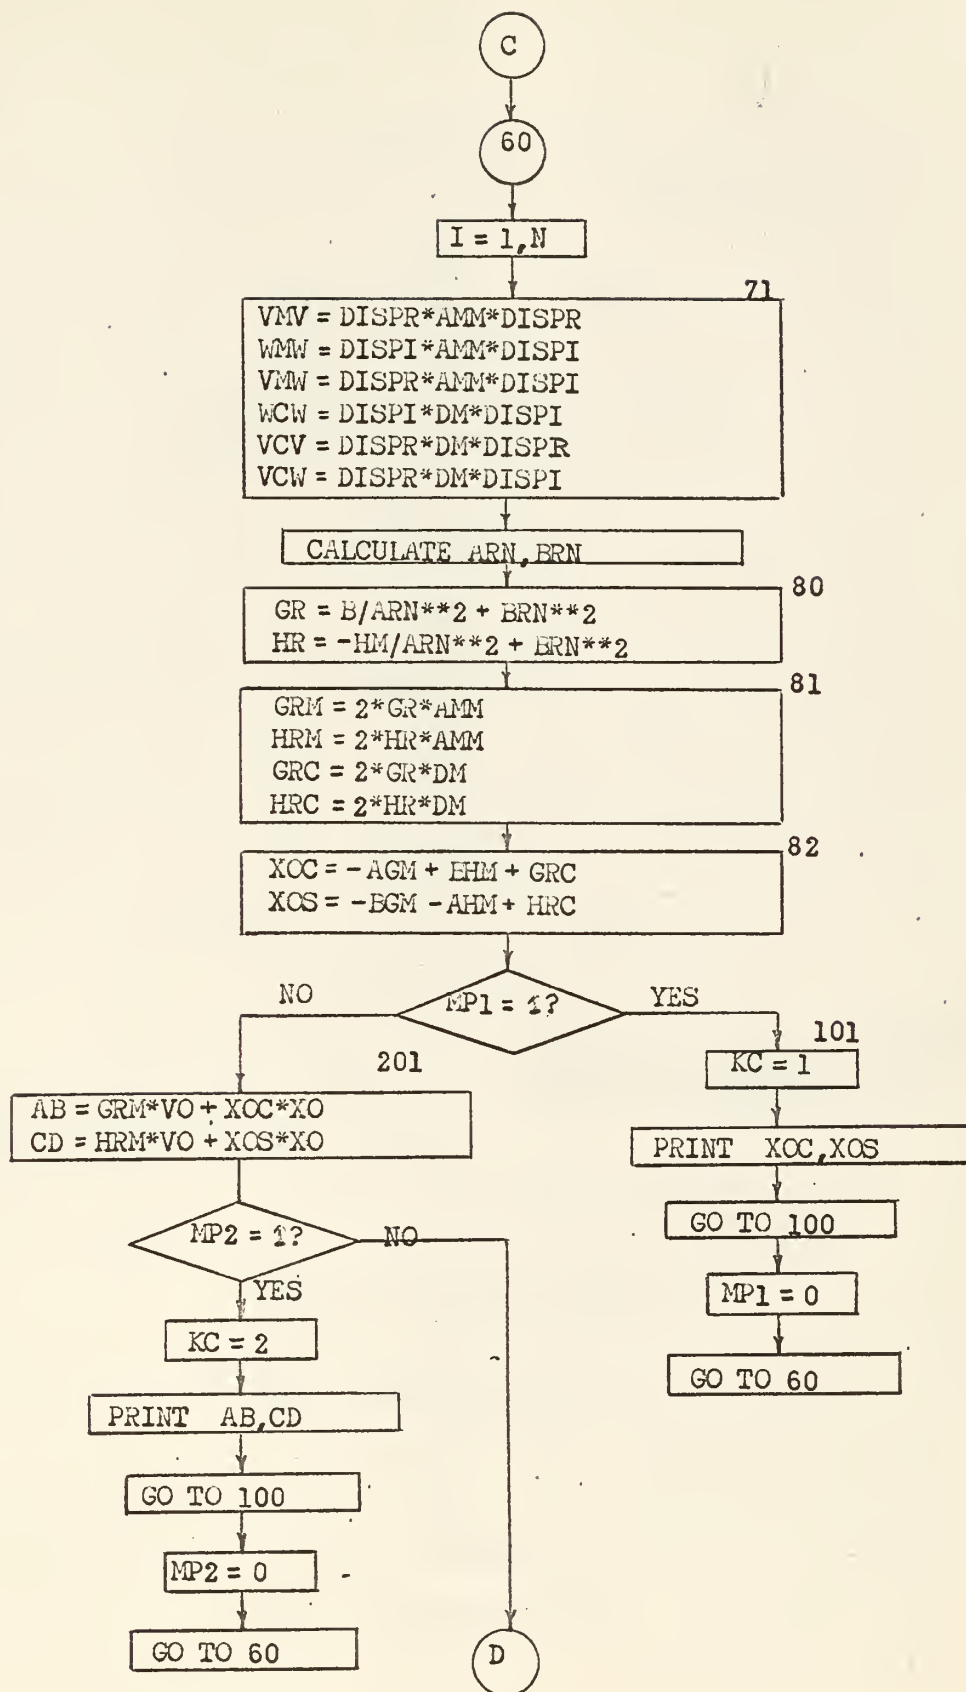 C
60
I = 1,N
71
VMV = DISPR*AMM*DISPR
WMW = DISPI*AMM*DISPI
VMW = DISPR*AMM*DISPI
WCW = DISPI*DM*DISPI
VCV = DISPR*DM*DISPR
VCW = DISPR*DM*DISPI
CALCULATE ARN,BRN
80
GR = B/ARN**2 + BRN**2
HR = -HM/ARN**2 + BRN**2
81
GRM = 2*GR*AMM
HRM = 2*HR*AMM
GRC = 2*GR*DM
HRC = 2*HR*DM
82
XOC = -AGM + BHM + GRC
XOS = -BGM -AHM + HRC
MP1 = 1?
NO
YES
201
AB = GRM*VO + XOC*XO
CD = HRM*VO + XOS*XO
MP2 = 1?
NO
YES
KC = 2
PRINT AB,CD
GO TO 100
MP2 = 0
GO TO 60
D
101
KC = 1
PRINT XOC,XOS
GO TO 100
MP1 = 0
GO TO 60